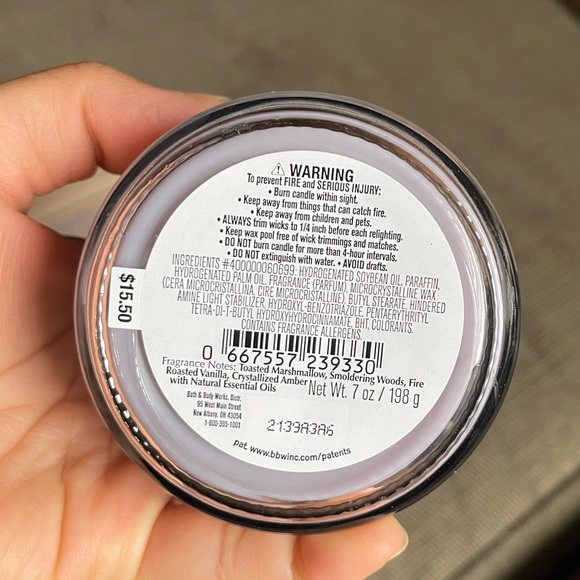 ⚠ WARNING
To prevent FIRE and SERIOUS INJURY:
• Burn candle within sight.
• Keep away from things that can catch fire.
• Keep away from children and pets.
• ALWAYS trim wicks to 1/4 inch before each relighting.
• Keep wax pool free of wick trimmings and matches.
• DO NOT burn candle for more than 4-hour intervals.
• DO NOT extinguish with water. • AVOID drafts.
INGREDIENTS #400000060699: HYDROGENATED SOYBEAN OIL, PARAFFIN,
HYDROGENATED PALM OIL, FRAGRANCE (PARFUM), MICROCRYSTALLINE WAX
(CERA MICROCRISTALLINA, CIRE MICROCRISTALLINE), BUTYL STEARATE, HINDERED
AMINE LIGHT STABILIZER, HYDROXYL-BENZOTRIAZOLE, PENTAERYTHRITYL
TETRA-DI-T-BUTYL HYDROXYHYDROCINNAMATE, BHT, COLORANTS.
CONTAINS FRAGRANCE ALLERGENS.
$15.50
0 667557 239330
Fragrance Notes: Toasted Marshmallow, Smoldering Woods, Fire
Roasted Vanilla, Crystallized Amber
with Natural Essential Oils
Net Wt. 7 oz / 198 g
Bath & Body Works, Distr.
95 West Main Street
New Albany, OH 43054
1-800-395-1001
2139A3A6
pat. www.bbwinc.com/patents